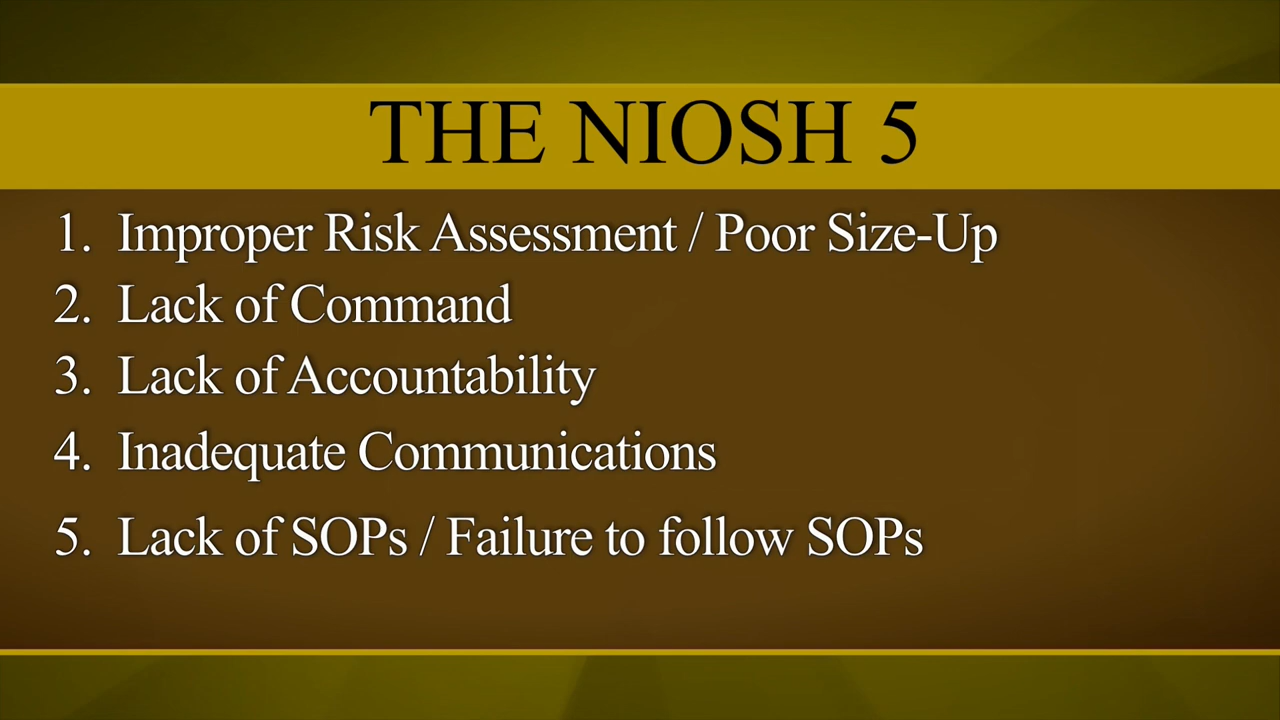 THE NIOSH 5
1. Improper Risk Assessment / Poor Size-Up
2. Lack of Command
3. Lack of Accountability
4. Inadequate Communications
5. Lack of SOPs / Failure to follow SOPs